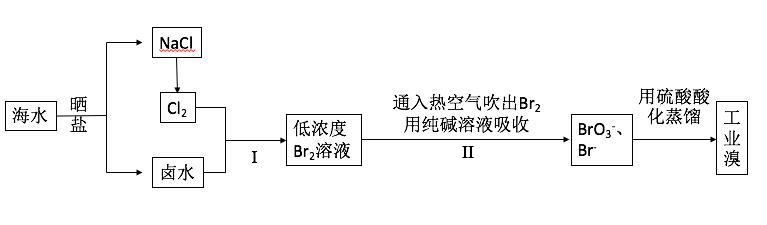 NaCl
海水
晒
盐
Cl₂
卤水
I
低浓度
Br₂溶液
通入热空气吹出Br₂
用纯碱溶液吸收
II
BrO₃⁻、
Br⁻
用硫酸酸
化蒸馏
工
业
溴